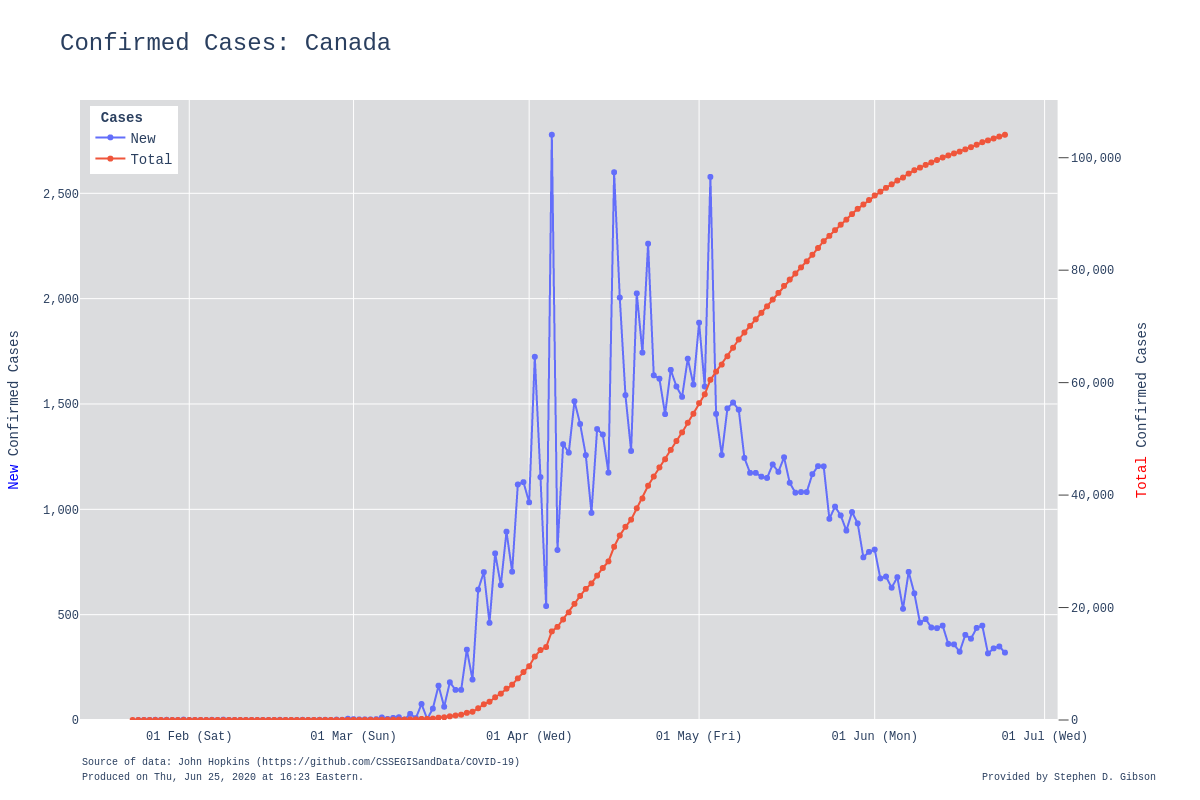 Confirmed Cases: Canada
Cases
New
Total
2,500
2,000
1,500
1,000
500
0
100,000
80,000
60,000
40,000
20,000
0
New Confirmed Cases
Total Confirmed Cases
01 Feb (Sat)
01 Mar (Sun)
01 Apr (Wed)
01 May (Fri)
01 Jun (Mon)
01 Jul (Wed)
Source of data: John Hopkins (https://github.com/CSSEGISandData/COVID-19)
Produced on Thu, Jun 25, 2020 at 16:23 Eastern.
Provided by Stephen D. Gibson